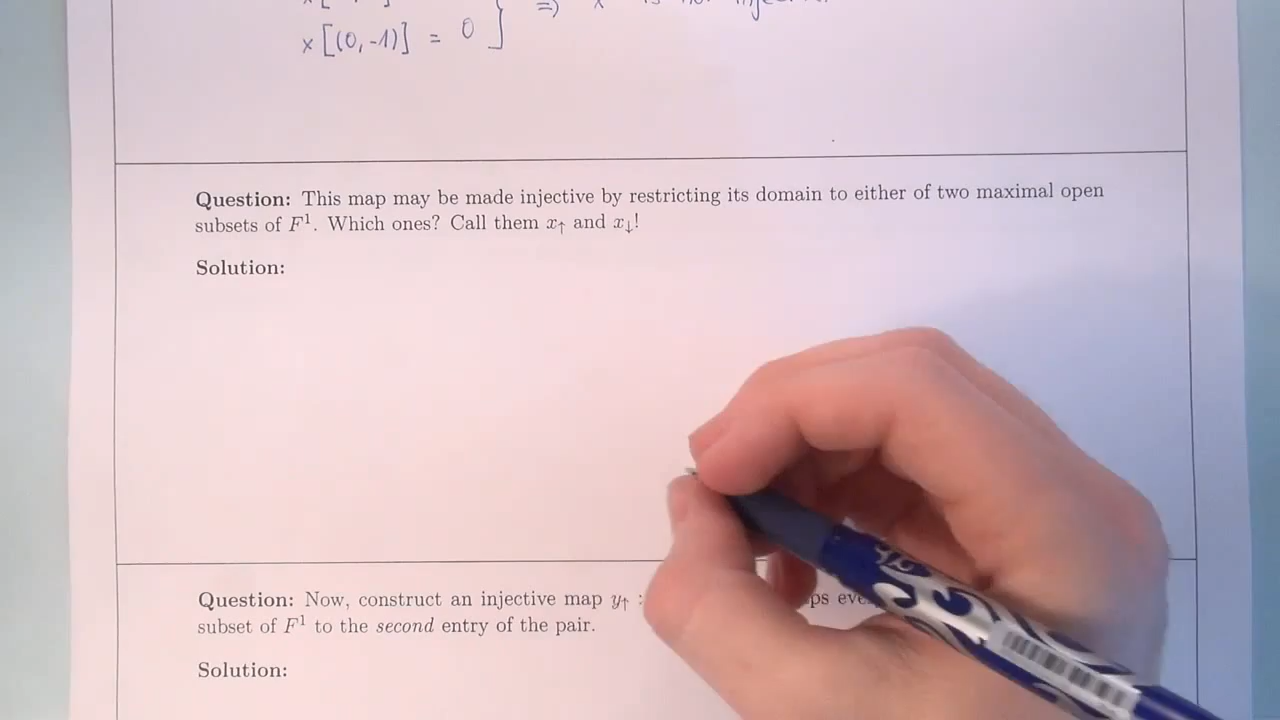 x [(0, -1)] = 0 } ⇒ x is not
Question: This map may be made injective by restricting its domain to either of two maximal open
subsets of F¹. Which ones? Call them x↑ and x↓!
Solution:
Question: Now, construct an injective map y↑ :
subset of F¹ to the second entry of the pair.
Solution: